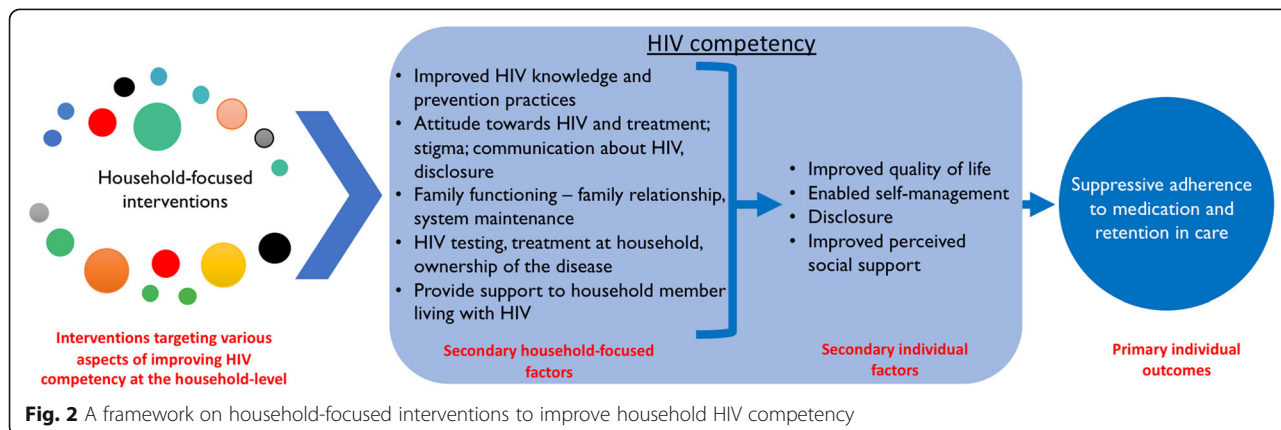 HIV competency
Household-focused
interventions
Interventions targeting various
aspects of improving HIV
competency at the household-level
• Improved HIV knowledge and
prevention practices
• Attitude towards HIV and treatment;
stigma; communication about HIV,
disclosure
• Family functioning – family relationship,
system maintenance
• HIV testing, treatment at household,
ownership of the disease
• Provide support to household member
living with HIV
Secondary household-focused
factors
• Improved quality of life
• Enabled self-management
• Disclosure
• Improved perceived
social support
Secondary individual
factors
Suppressive adherence
to medication and
retention in care
Primary individual
outcomes
Fig. 2 A framework on household-focused interventions to improve household HIV competency